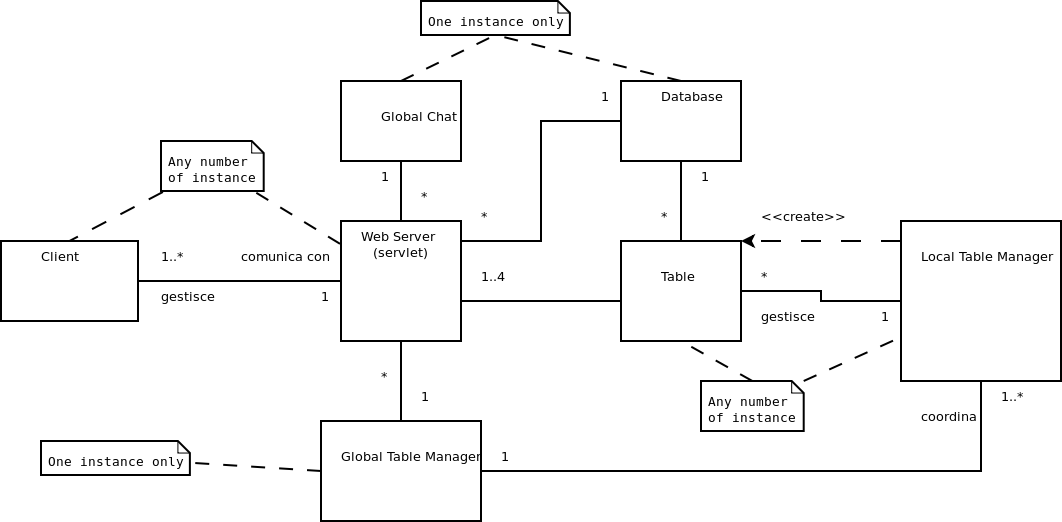 One instance only
Global Chat
Database
1
1
*
*
1
*
Any number
of instance
Client
1..*
gestisce
comunica con
1
Web Server
(servlet)
1..4
Table
<<create>>
*
gestisce
1
Local Table Manager
Any number
of instance
1..*
coordina
*
1
One instance only
Global Table Manager
1